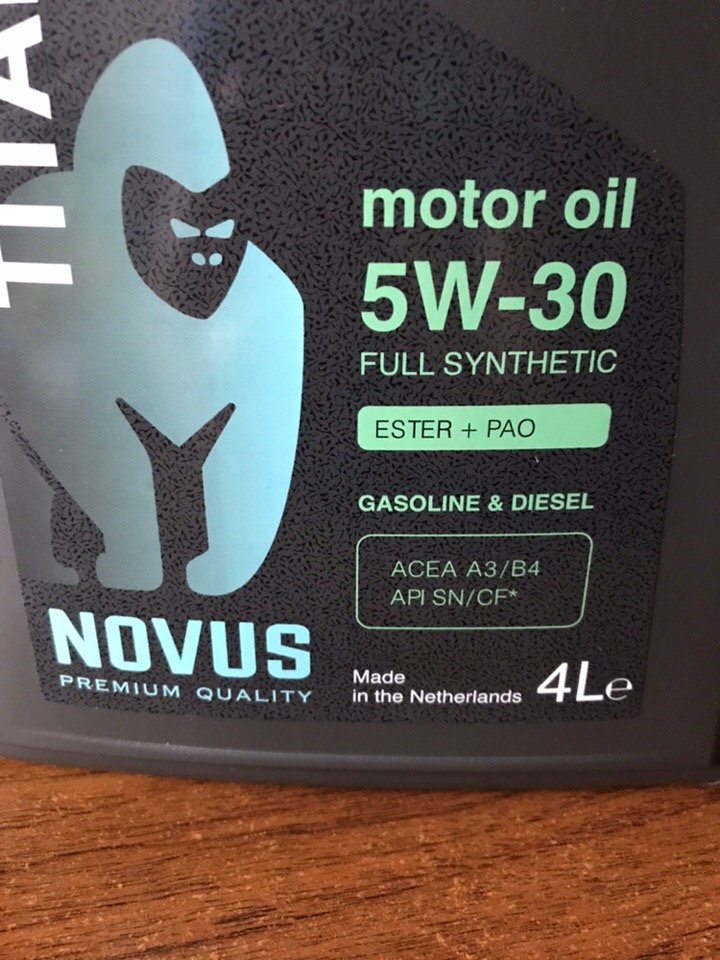 motor oil
5W-30
FULL SYNTHETIC
ESTER + PAO
GASOLINE & DIESEL
ACEA A3/B4
API SN/CF*
NOVUS
PREMIUM QUALITY
Made
in the Netherlands
4Le